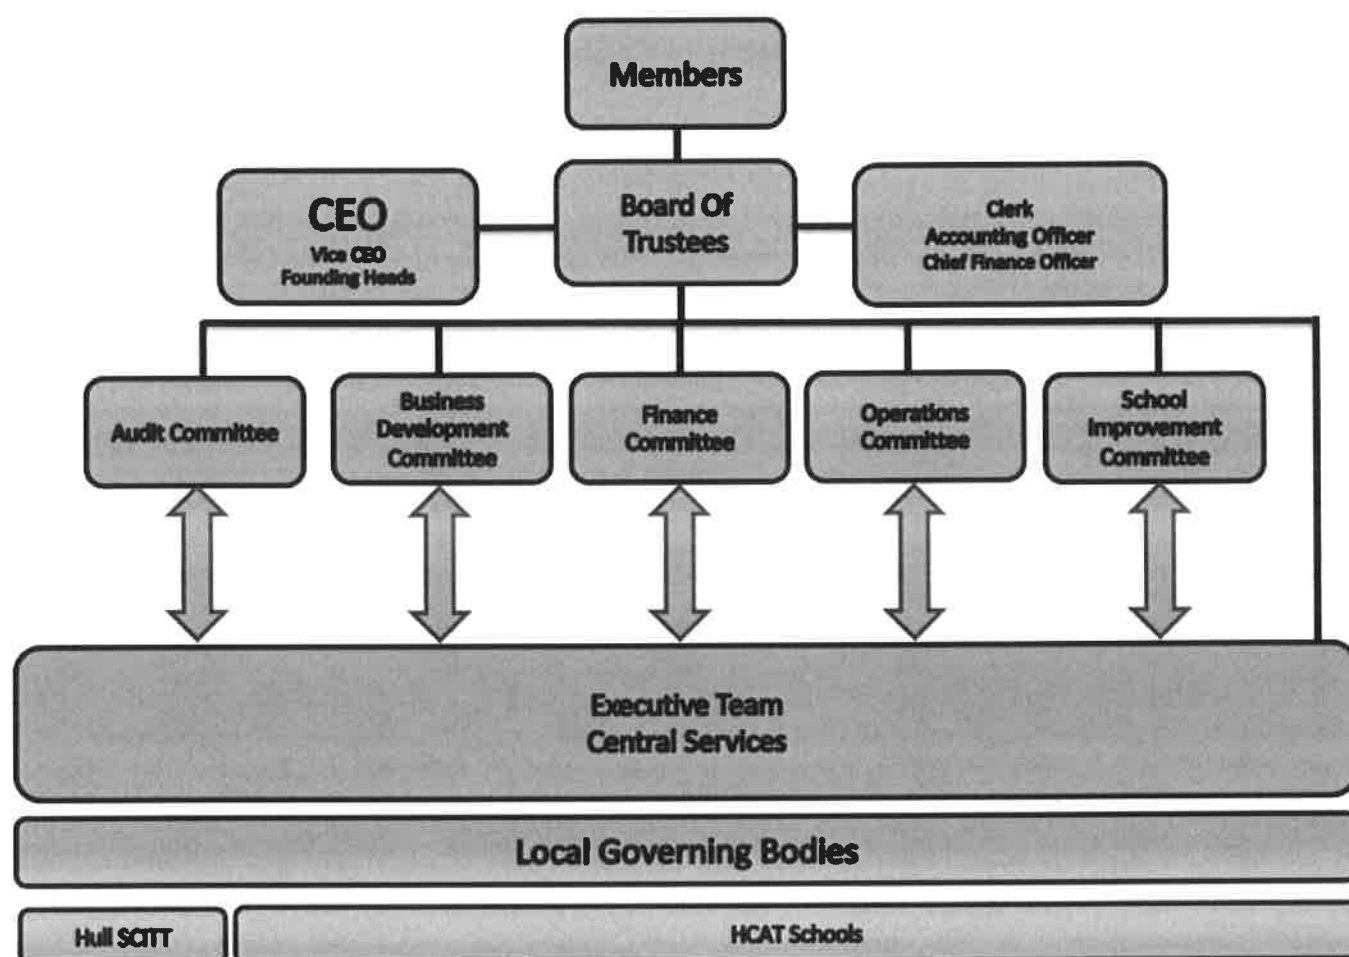 Members
CEO
Vice CEO
Founding Heads
Board Of
Trustees
Clerk
Accounting Officer
Chief Finance Officer
Audit Committee
Business
Development
Committee
Finance
Committee
Operations
Committee
School
Improvement
Committee
Executive Team
Central Services
Local Governing Bodies
Hull SCITT
HCAT Schools